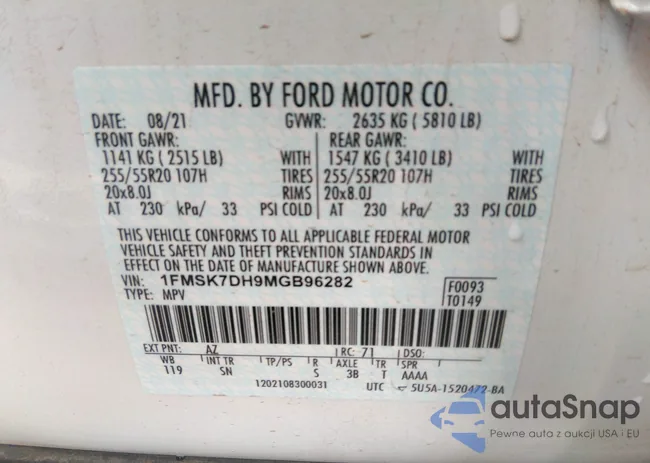 MFD. BY FORD MOTOR CO.
DATE: 08/21 GVWR: 2635 KG ( 5810 LB)
FRONT GAWR: REAR GAWR:
1141 KG ( 2515 LB) WITH 1547 KG ( 3410 LB) WITH
255/55R20 107H TIRES 255/55R20 107H TIRES
20x8.0J RIMS 20x8.0J RIMS
AT 230 kPa/ 33 PSI COLD AT 230 kPa/ 33 PSI COLD
THIS VEHICLE CONFORMS TO ALL APPLICABLE FEDERAL MOTOR
VEHICLE SAFETY AND THEFT PREVENTION STANDARDS IN
EFFECT ON THE DATE OF MANUFACTURE SHOWN ABOVE.
VIN: 1FMSK7DH9MGB96282 F0093
TYPE: MPV T0149
EXT PNT: AZ RC: 71 DSO:
WB INT TR TP/PS R AXLE TR SPR
119 SN S 3B T AAAA
1202108300031 UTC 5U5A-1520472-BA
autaSnap
Pewne auta z aukcji USA i EU